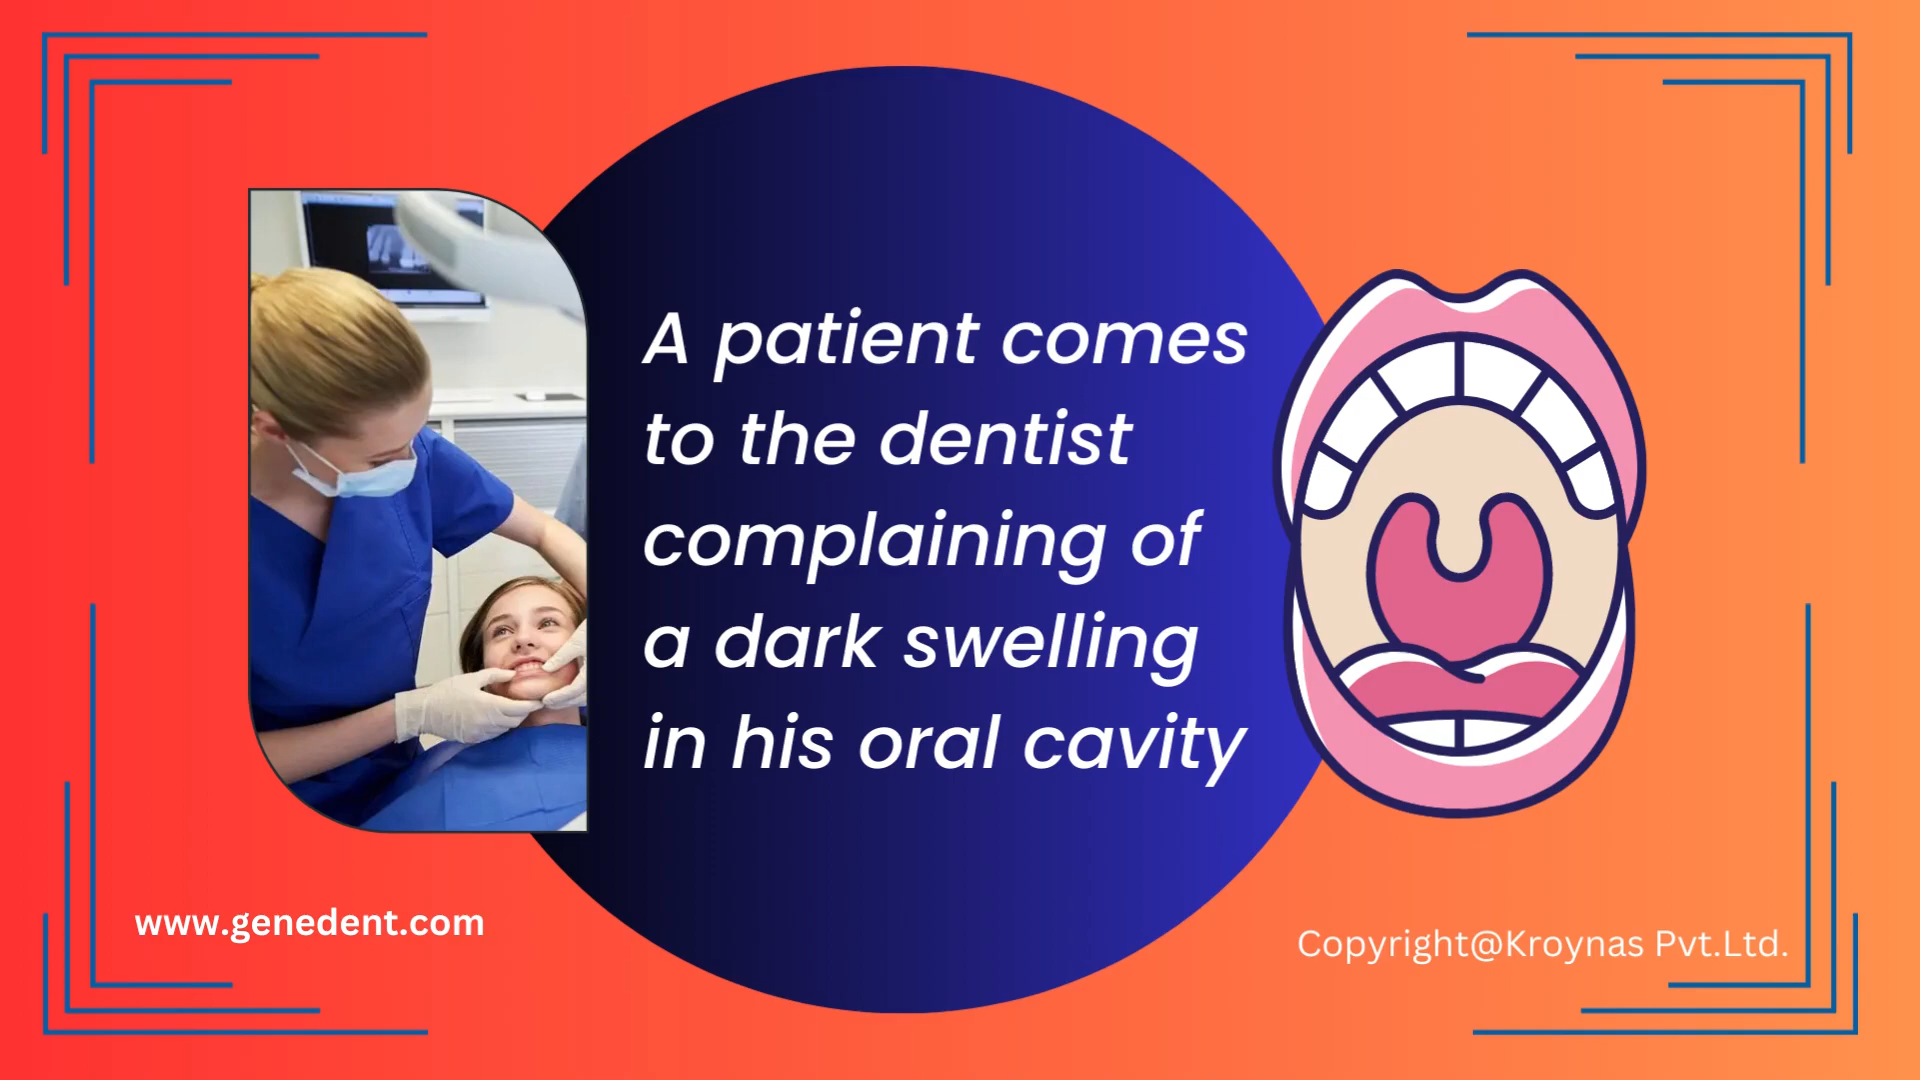 A patient comes
to the dentist
complaining of
a dark swelling
in his oral cavity
www.genedent.com
Copyright@Kroynas Pvt.Ltd.